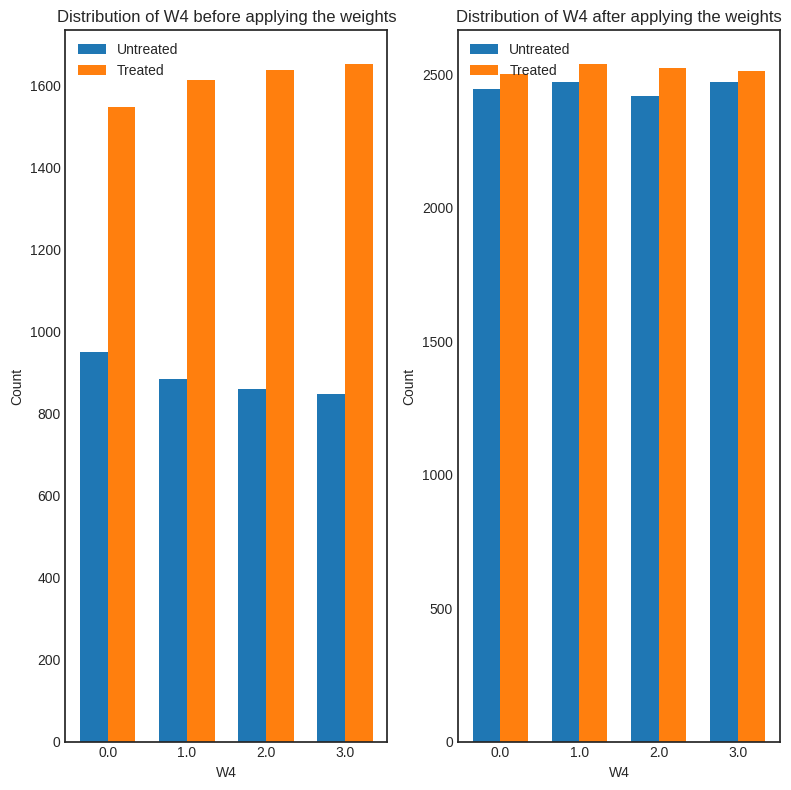 Distribution of W4 before applying the weights
Untreated
Treated
1600
1400
1200
1000
800
600
400
200
0
Count
0.0 1.0 2.0 3.0
W4
Distribution of W4 after applying the weights
Untreated
Treated
2500
2000
1500
1000
500
0
Count
0.0 1.0 2.0 3.0
W4